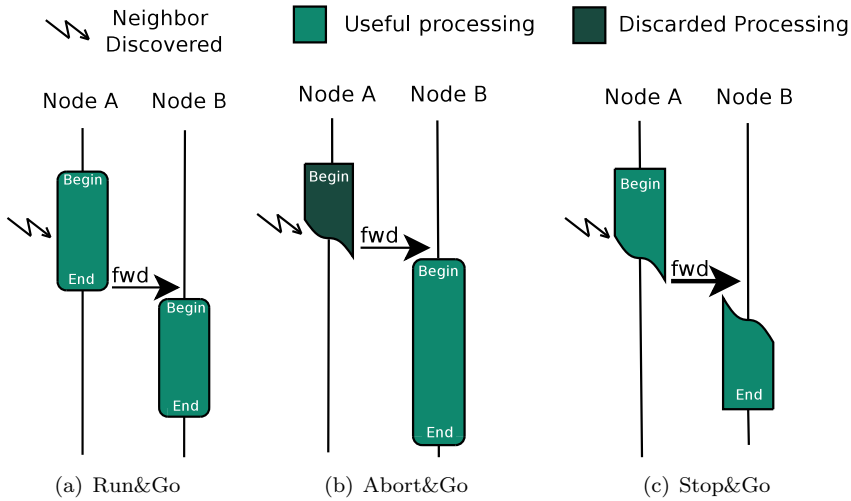 Neighbor
Discovered
Useful processing
Discarded Processing
Node A
Node B
Begin
End
fwd
Begin
End
(a) Run&Go
Node A
Node B
Begin
fwd
Begin
End
(b) Abort&Go
Node A
Node B
Begin
fwd
End
(c) Stop&Go